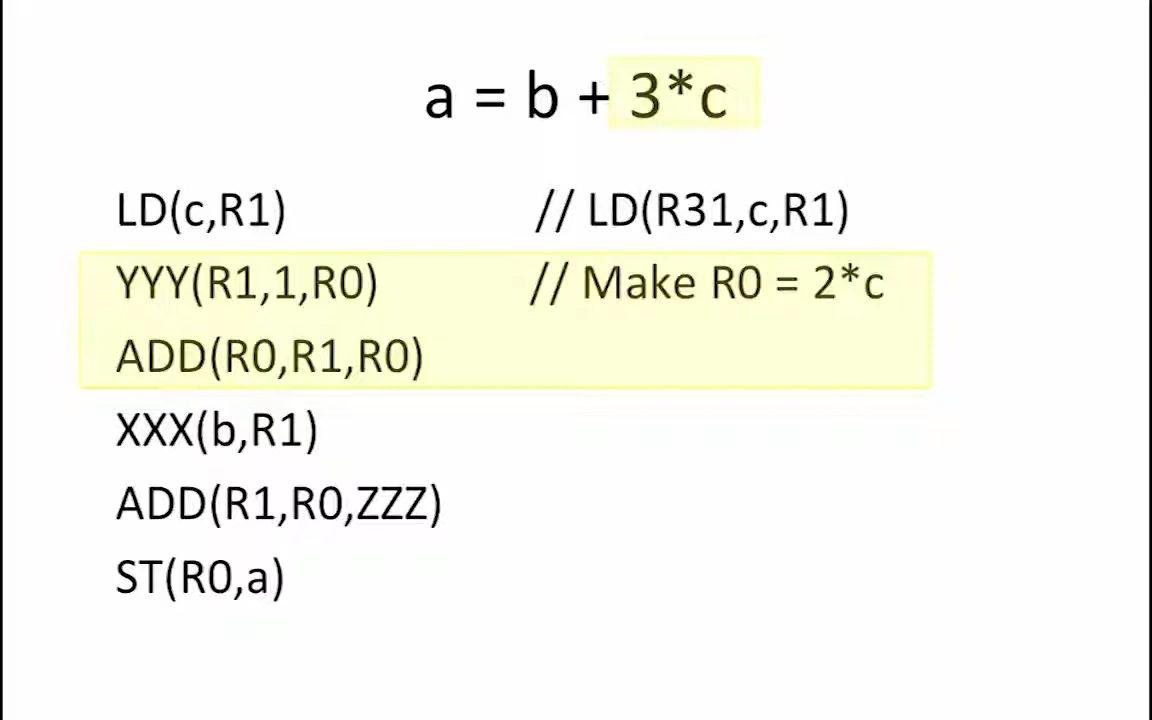 a = b + 3*c
LD(c,R1) // LD(R31,c,R1)
YYY(R1,1,R0) // Make R0 = 2*c
ADD(R0,R1,R0)
XXX(b,R1)
ADD(R1,R0,ZZZ)
ST(R0,a)